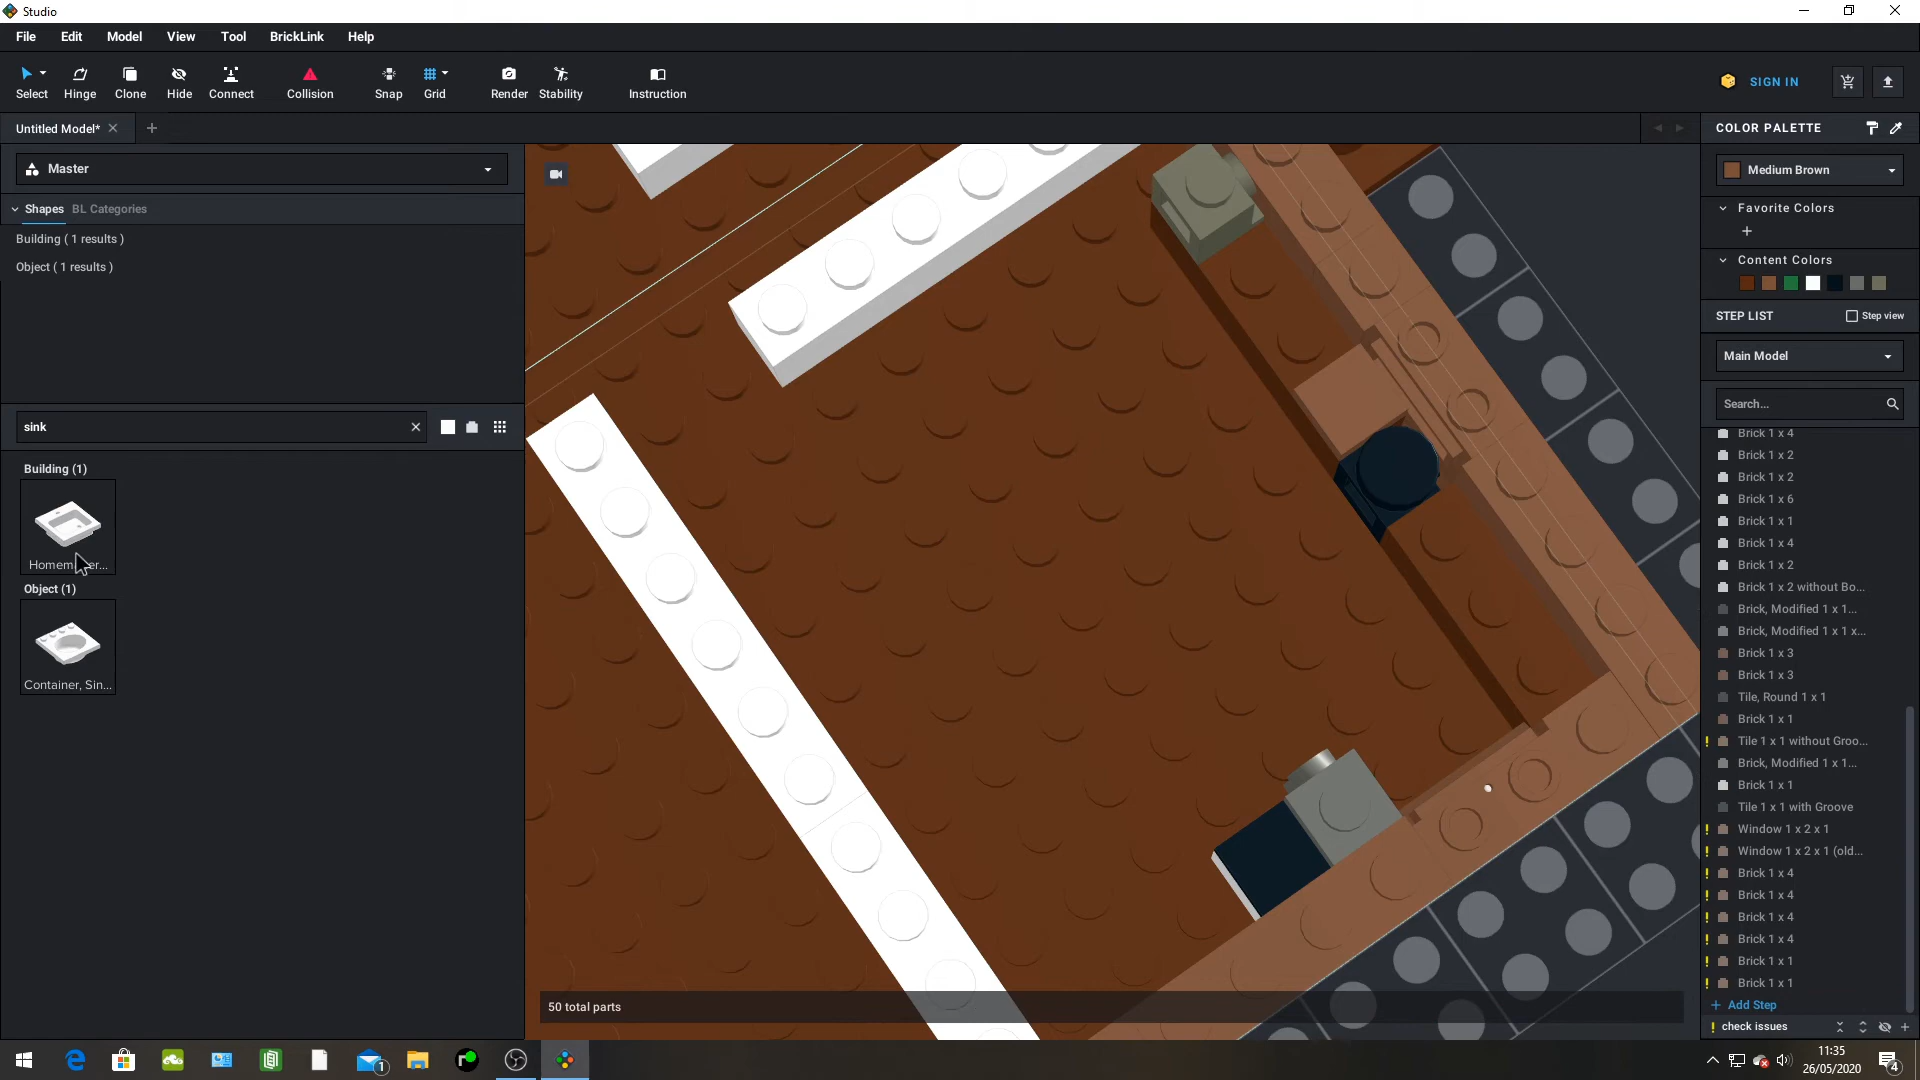 Studio
File Edit Model View Tool BrickLink Help
Select Hinge Clone Hide Connect Collision Snap Grid Render Stability Instruction
SIGN IN
Untitled Model*
Master
Shapes BL Categories
Building ( 1 results )
Object ( 1 results )
sink
Building (1)
Object (1)
Container, Sin...
50 total parts
COLOR PALETTE
Medium Brown
Favorite Colors
Content Colors
STEP LIST Step view
Main Model
Search...
Brick 1 x 4
Brick 1 x 2
Brick 1 x 2
Brick 1 x 6
Brick 1 x 1
Brick 1 x 4
Brick 1 x 2
Brick 1 x 2 without Bo...
Brick, Modified 1 x 1...
Brick, Modified 1 x 1 x...
Brick 1 x 3
Brick 1 x 3
Tile, Round 1 x 1
Brick 1 x 1
Tile 1 x 1 without Groo...
Brick, Modified 1 x 1...
Brick 1 x 1
Tile 1 x 1 with Groove
Window 1 x 2 x 1
Window 1 x 2 x 1 (old...
Brick 1 x 4
Brick 1 x 4
Brick 1 x 4
Brick 1 x 4
Brick 1 x 1
Brick 1 x 1
+ Add Step
! check issues
1
11:35
26/05/2020
4